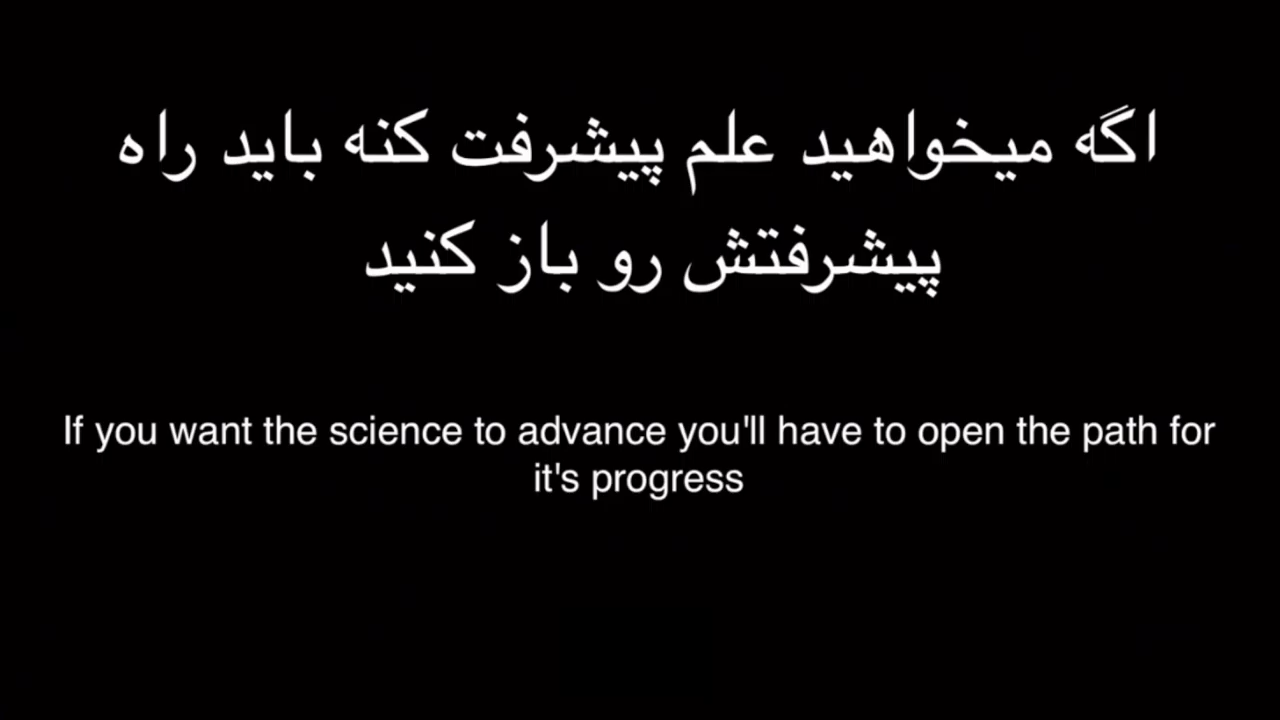 اگه میخواهید علم پیشرفت کنه باید راه
پیشرفتش رو باز کنید
If you want the science to advance you'll have to open the path for
it's progress